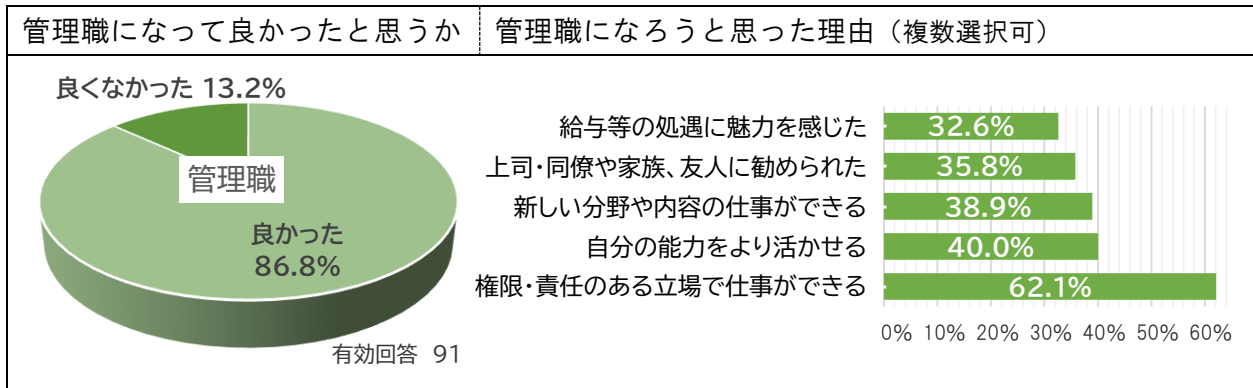 管理職になって良かったと思うか
管理職になろうと思った理由（複数選択可）
良くなかった 13.2%
管理職
良かった
86.8%
有効回答 91
給与等の処遇に魅力を感じた 32.6%
上司・同僚や家族、友人に勧められた 35.8%
新しい分野や内容の仕事ができる 38.9%
自分の能力をより活かせる 40.0%
権限・責任のある立場で仕事ができる 62.1%
0% 10% 20% 30% 40% 50% 60%